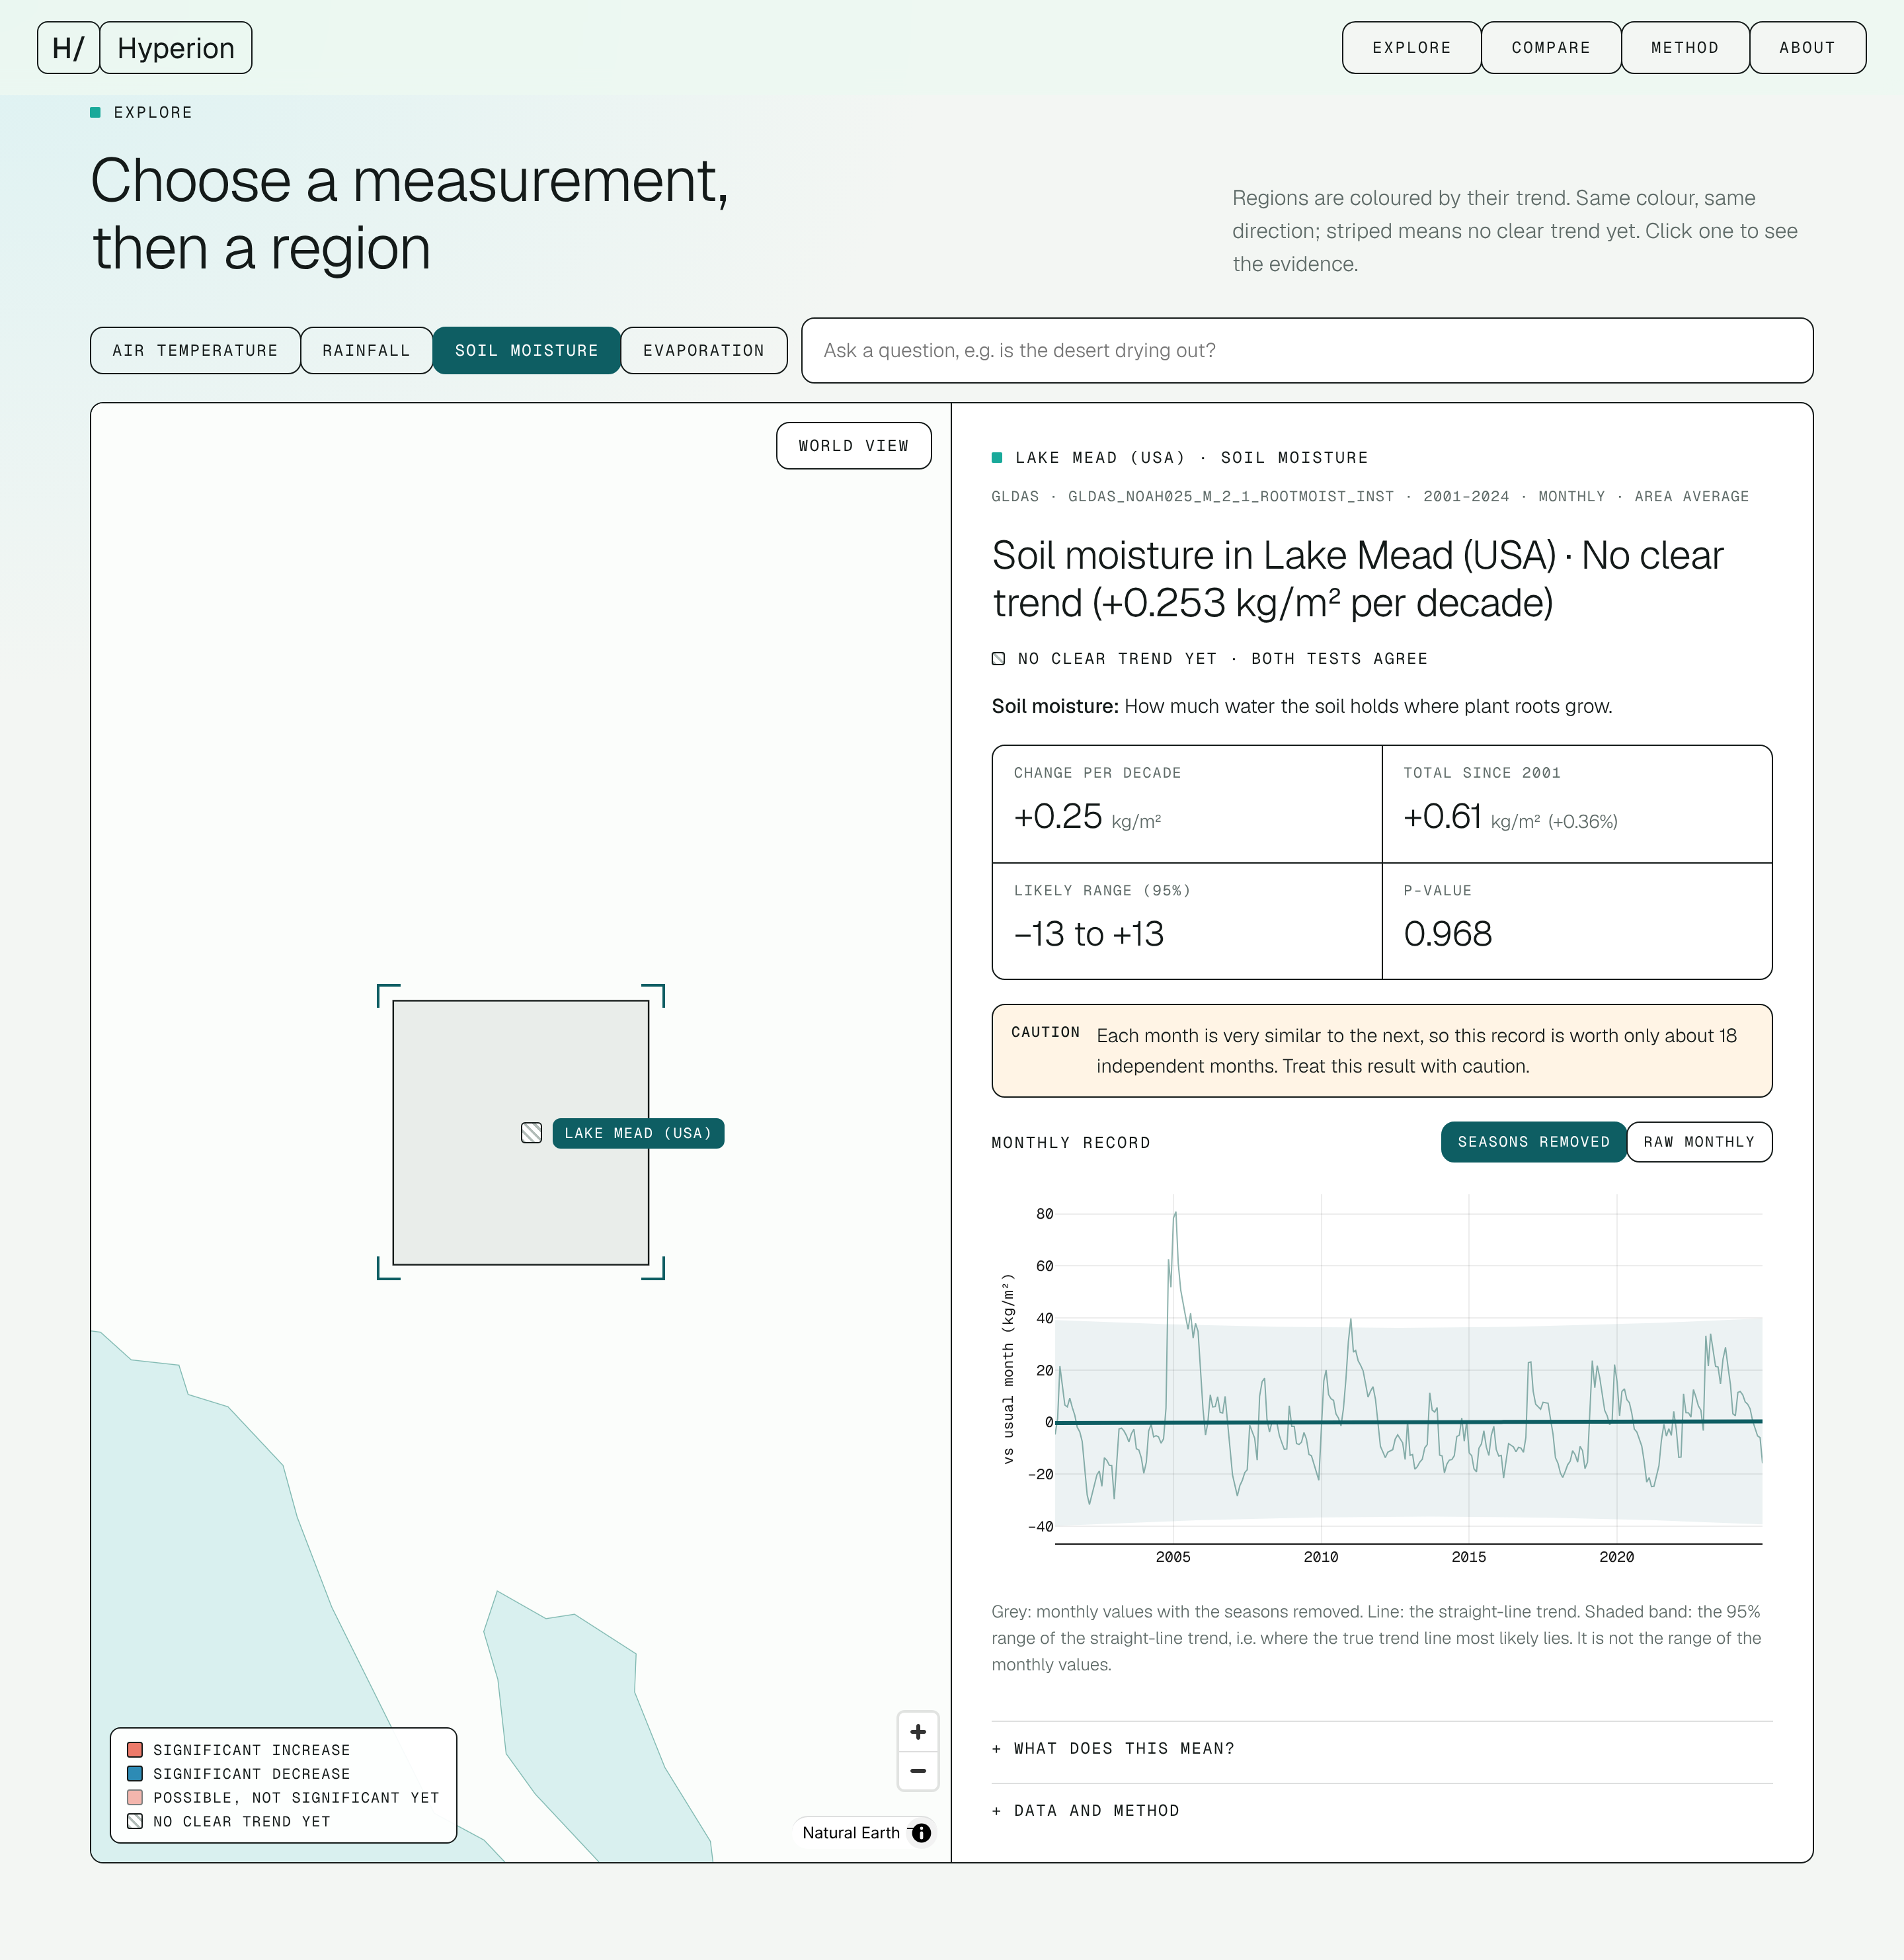 H/ Hyperion
EXPLORE COMPARE METHOD ABOUT
EXPLORE
Choose a measurement,
then a region
Regions are coloured by their trend. Same colour, same
direction; striped means no clear trend yet. Click one to see
the evidence.
AIR TEMPERATURE RAINFALL SOIL MOISTURE EVAPORATION
Ask a question, e.g. is the desert drying out?
WORLD VIEW
LAKE MEAD (USA)
SIGNIFICANT INCREASE
SIGNIFICANT DECREASE
POSSIBLE, NOT SIGNIFICANT YET
NO CLEAR TREND YET
+
−
Natural Earth
LAKE MEAD (USA) · SOIL MOISTURE
GLDAS · GLDAS_NOAH025_M_2_1_ROOTMOIST_INST · 2001–2024 · MONTHLY · AREA AVERAGE
Soil moisture in Lake Mead (USA) · No clear
trend (+0.253 kg/m² per decade)
NO CLEAR TREND YET · BOTH TESTS AGREE
Soil moisture: How much water the soil holds where plant roots grow.
CHANGE PER DECADE
+0.25 kg/m²
TOTAL SINCE 2001
+0.61 kg/m² (+0.36%)
LIKELY RANGE (95%)
−13 to +13
P-VALUE
0.968
CAUTION Each month is very similar to the next, so this record is worth only about 18
independent months. Treat this result with caution.
MONTHLY RECORD
SEASONS REMOVED RAW MONTHLY
vs usual month (kg/m²)
80
60
40
20
0
−20
−40
2005 2010 2015 2020
Grey: monthly values with the seasons removed. Line: the straight-line trend. Shaded band: the 95%
range of the straight-line trend, i.e. where the true trend line most likely lies. It is not the range of the
monthly values.
+ WHAT DOES THIS MEAN?
+ DATA AND METHOD